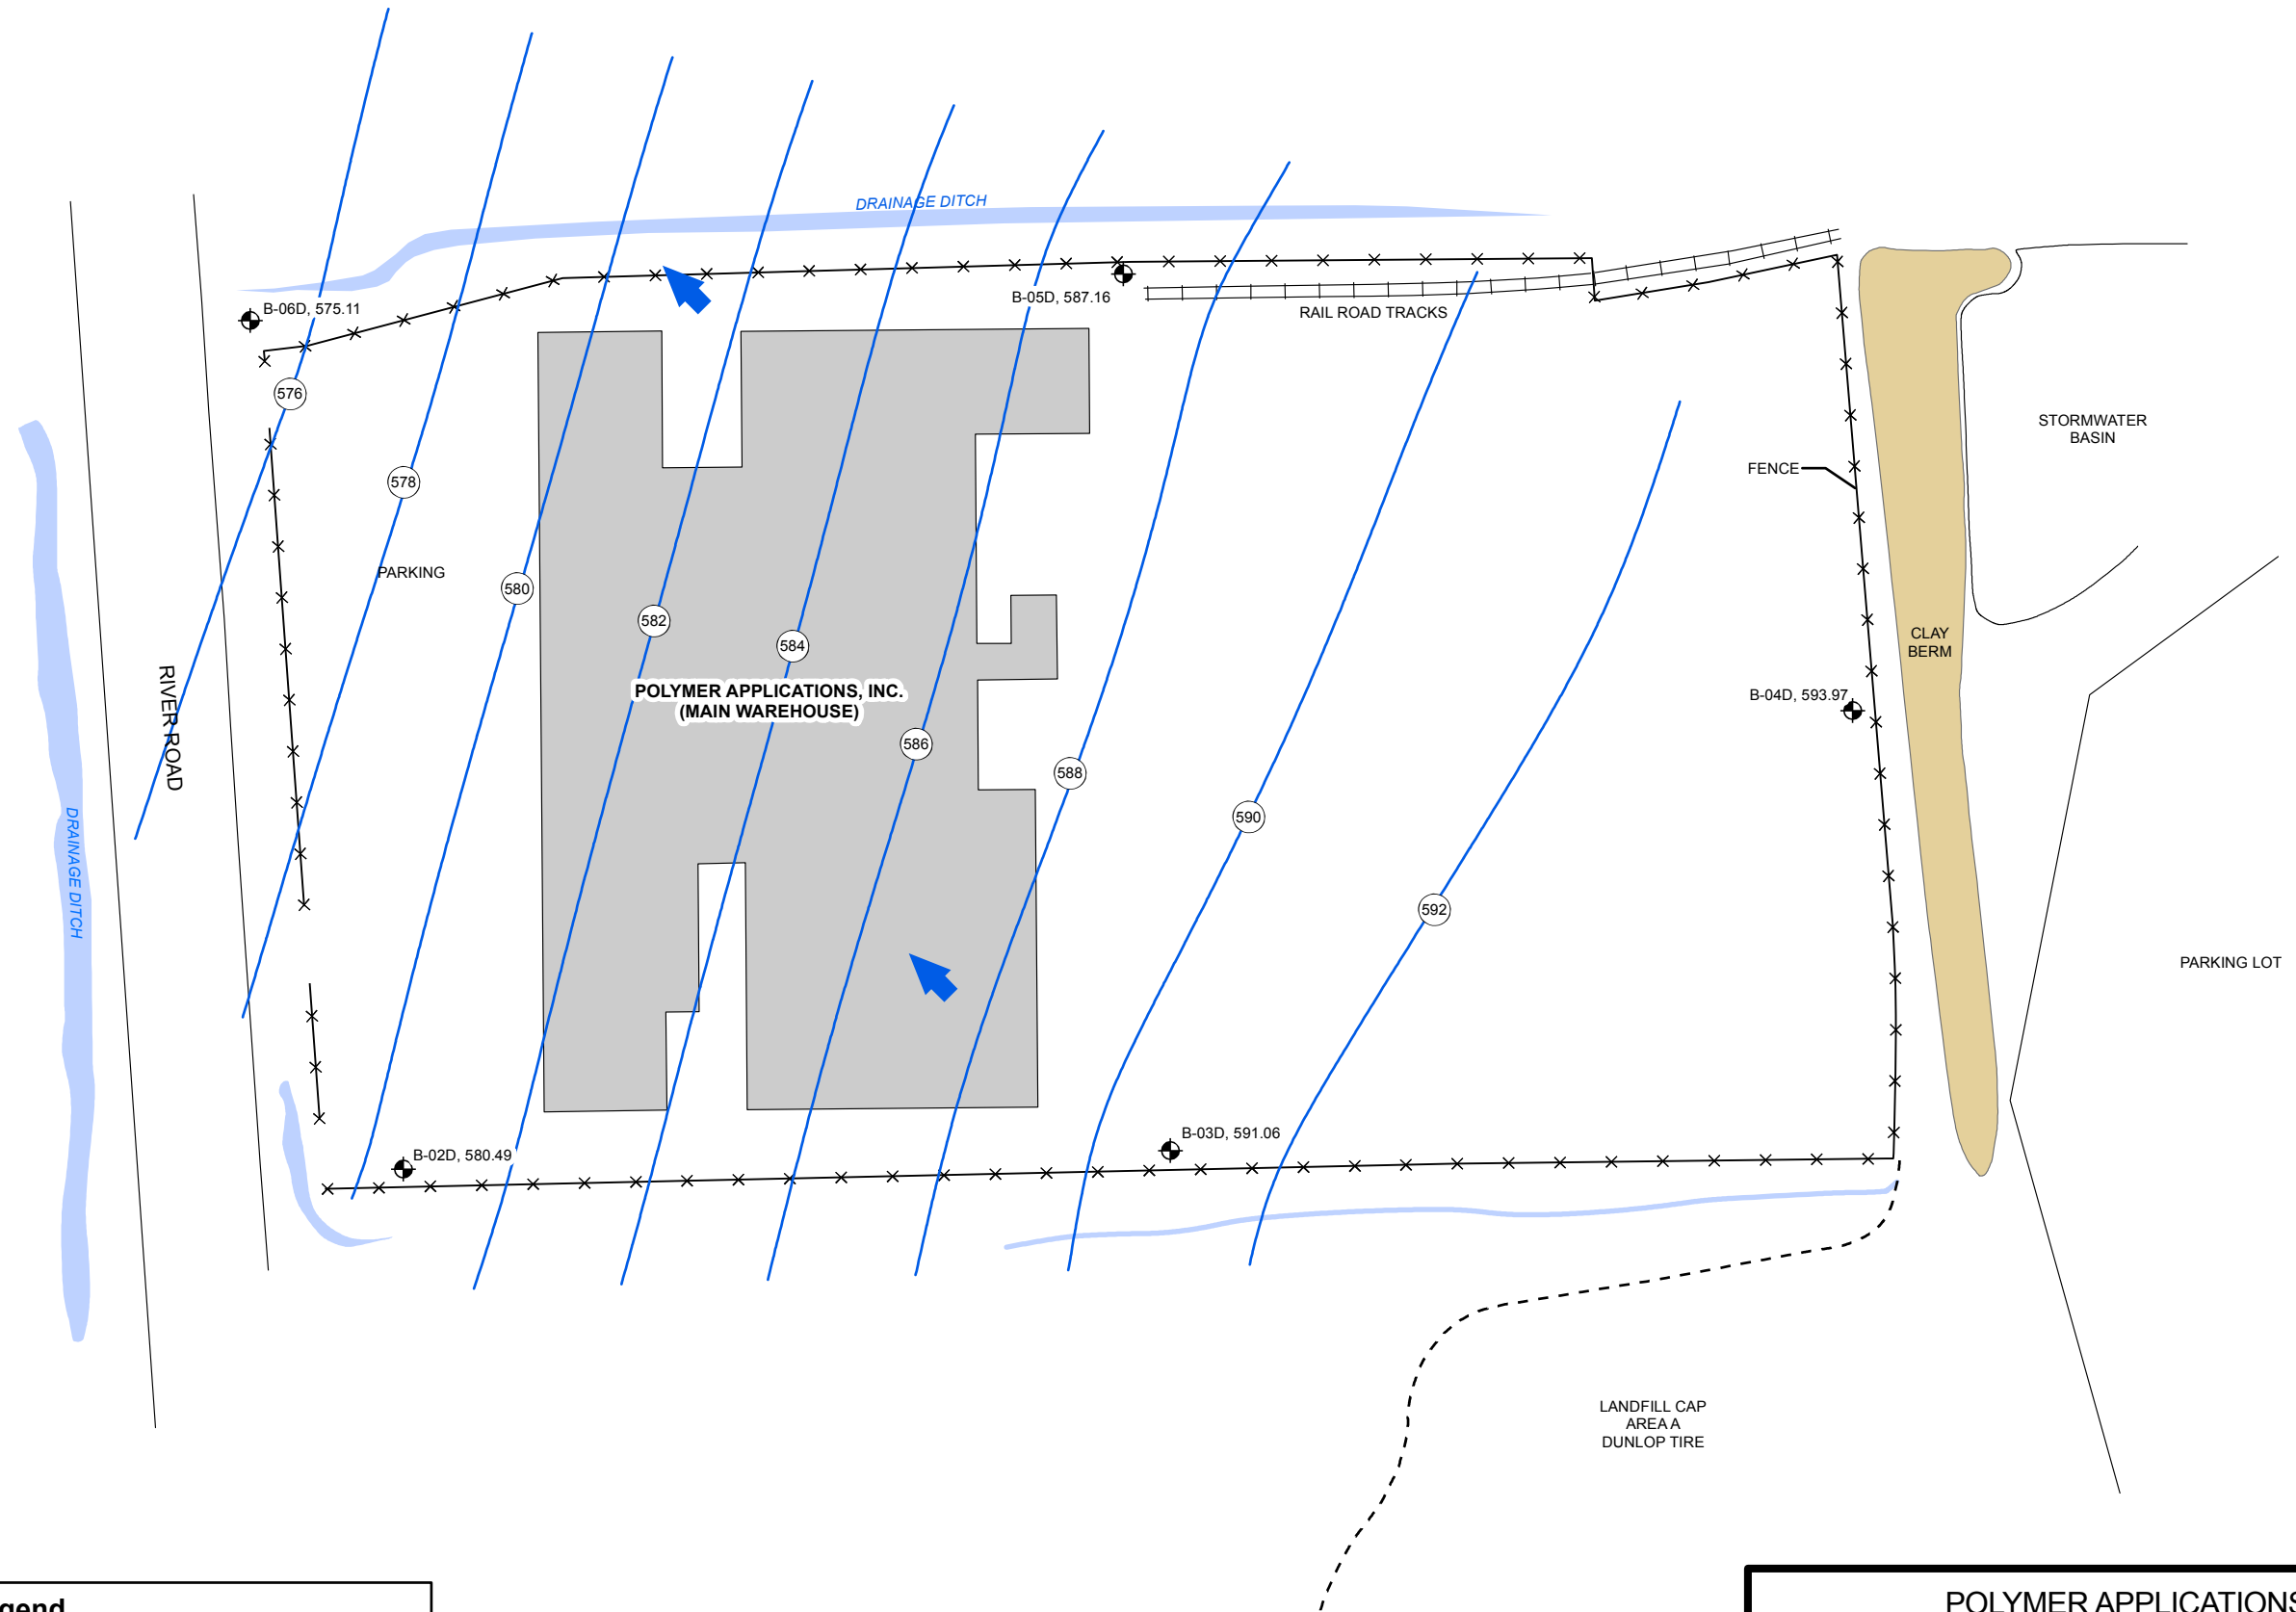 DRAINAGE DITCH
B-06D, 575.11
B-05D, 587.16
RAIL ROAD TRACKS
576
STORMWATER
BASIN
FENCE
578
PARKING
580
582
584
CLAY
BERM
RIVER ROAD
POLYMER APPLICATIONS, INC.
(MAIN WAREHOUSE)
B-04D, 593.97
586
588
590
DRAINAGE DITCH
592
PARKING LOT
B-02D, 580.49
B-03D, 591.06
LANDFILL CAP
AREA A
DUNLOP TIRE
gend
POLYMER APPLICATIONS